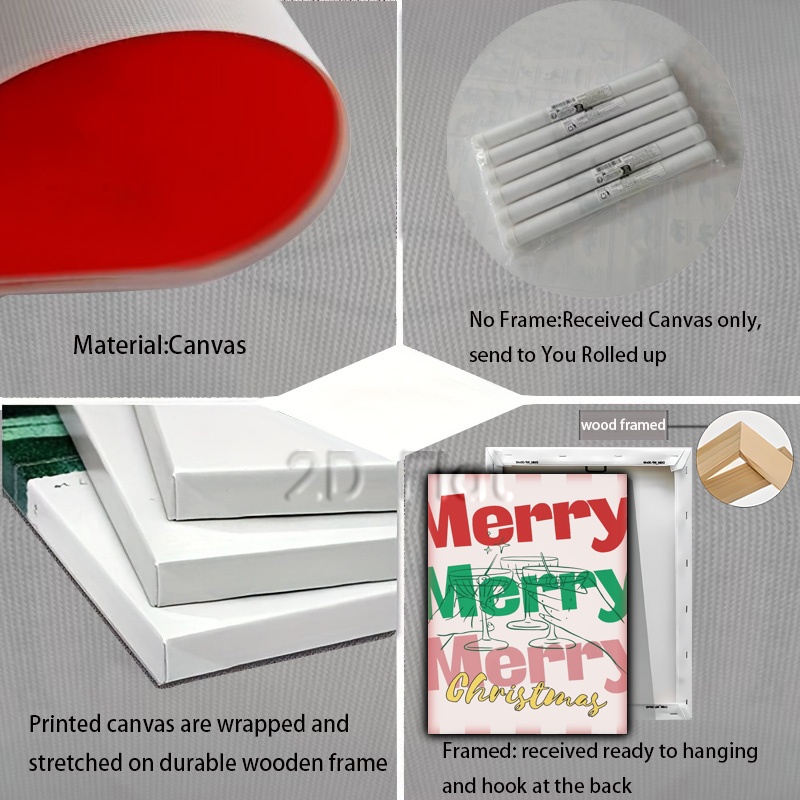 Material:Canvas
No Frame:Received Canvas only,
send to You Rolled up
2D Flat
Printed canvas are wrapped and
stretched on durable wooden frame
wood framed
Merry
Merry
Merry
Christmas
Framed: received ready to hanging
and hook at the back